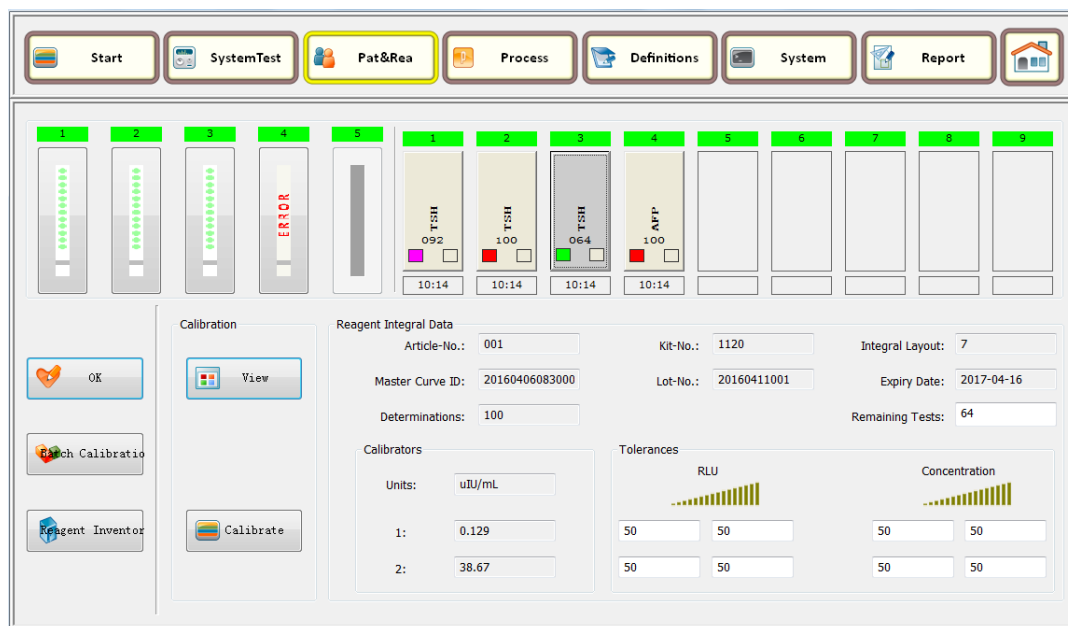 Start SystemTest Pat&Rea Process Definitions System Report
1 2 3 4 5 1 2 3 4 5 6 7 8 9
ERROR TSH TSH TSH AFP
092 100 064 100
10:14 10:14 10:14 10:14
Calibration Reagent Integral Data
Article-No.: 001 Kit-No.: 1120 Integral Layout: 7
OK View Master Curve ID: 20160406083000 Lot-No.: 20160411001 Expiry Date: 2017-04-16
Determinations: 100 Remaining Tests: 64
Batch Calibratio Calibrators Tolerances
Units: uIU/mL RLU Concentration
Reagent Inventor Calibrate 1: 0.129 50 50 50 50
2: 38.67 50 50 50 50